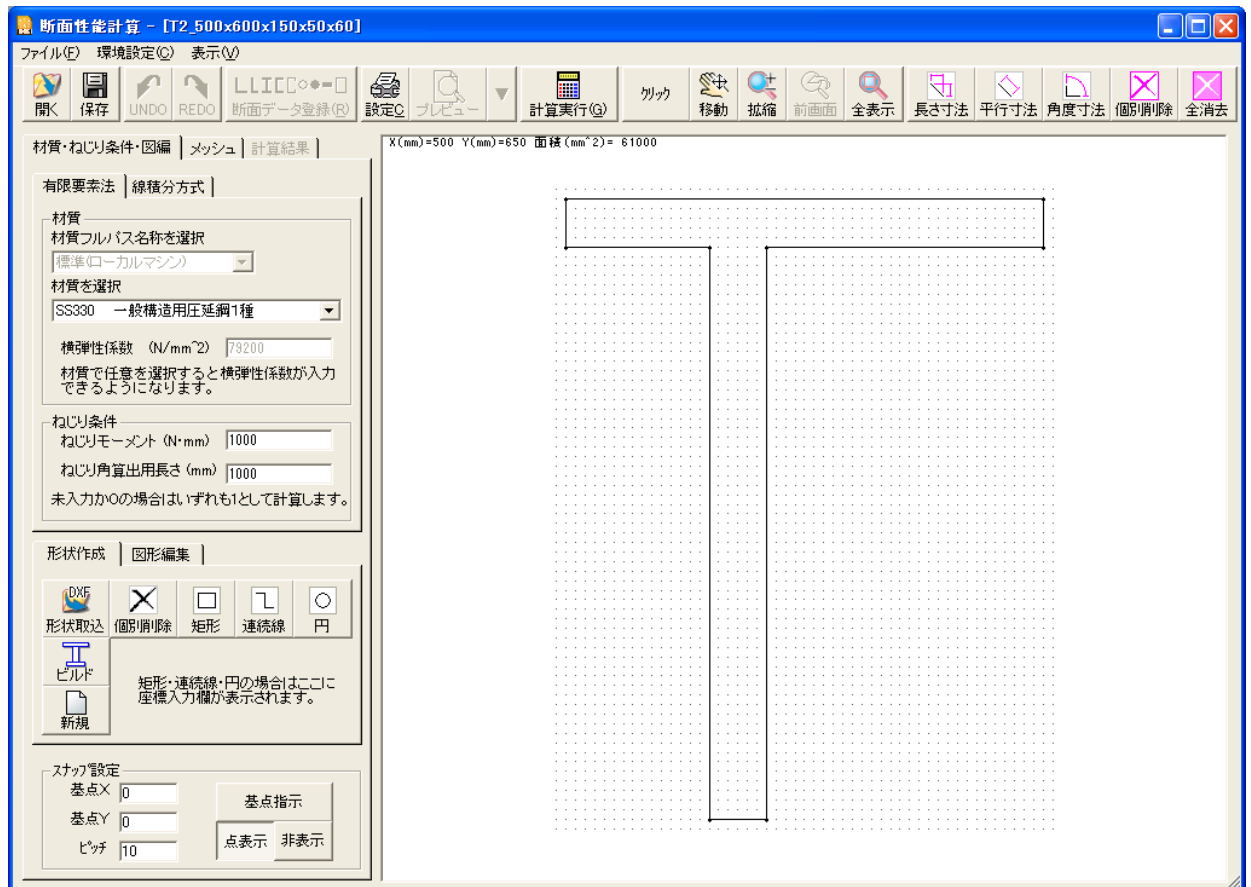 断面性能計算 - [T2_500x600x150x50x60]
ファイル(F) 環境設定(C) 表示(V)
開く 保存 UNDO REDO 断面データ登録(R) 設定C プレビュー 計算実行(G) クリック 移動 拡縮 前画面 全表示 長さ寸法 平行寸法 角度寸法 個別削除 全消去
材質・ねじり条件・図編 メッシュ 計算結果
X(mm)=500 Y(mm)=650 面積(mm^2)= 61000
有限要素法 線積分方式
材質
材質フルパス名称を選択
標準(ローカルマシン)
材質を選択
SS330 一般構造用圧延鋼1種
横弾性係数 (N/mm^2) 79200
材質で任意を選択すると横弾性係数が入力
できるようになります。
ねじり条件
ねじりモーメント (N・mm) 1000
ねじり角算出用長さ (mm) 1000
未入力か0の場合はいずれも1として計算します。
形状作成 図形編集
DXF
形状取込 個別削除 矩形 連続線 円
ビルド
矩形・連続線・円の場合はここに
座標入力欄が表示されます。
新規
スナップ設定
基点X 0
基点指示
基点Y 0
点表示 非表示
ピッチ 10